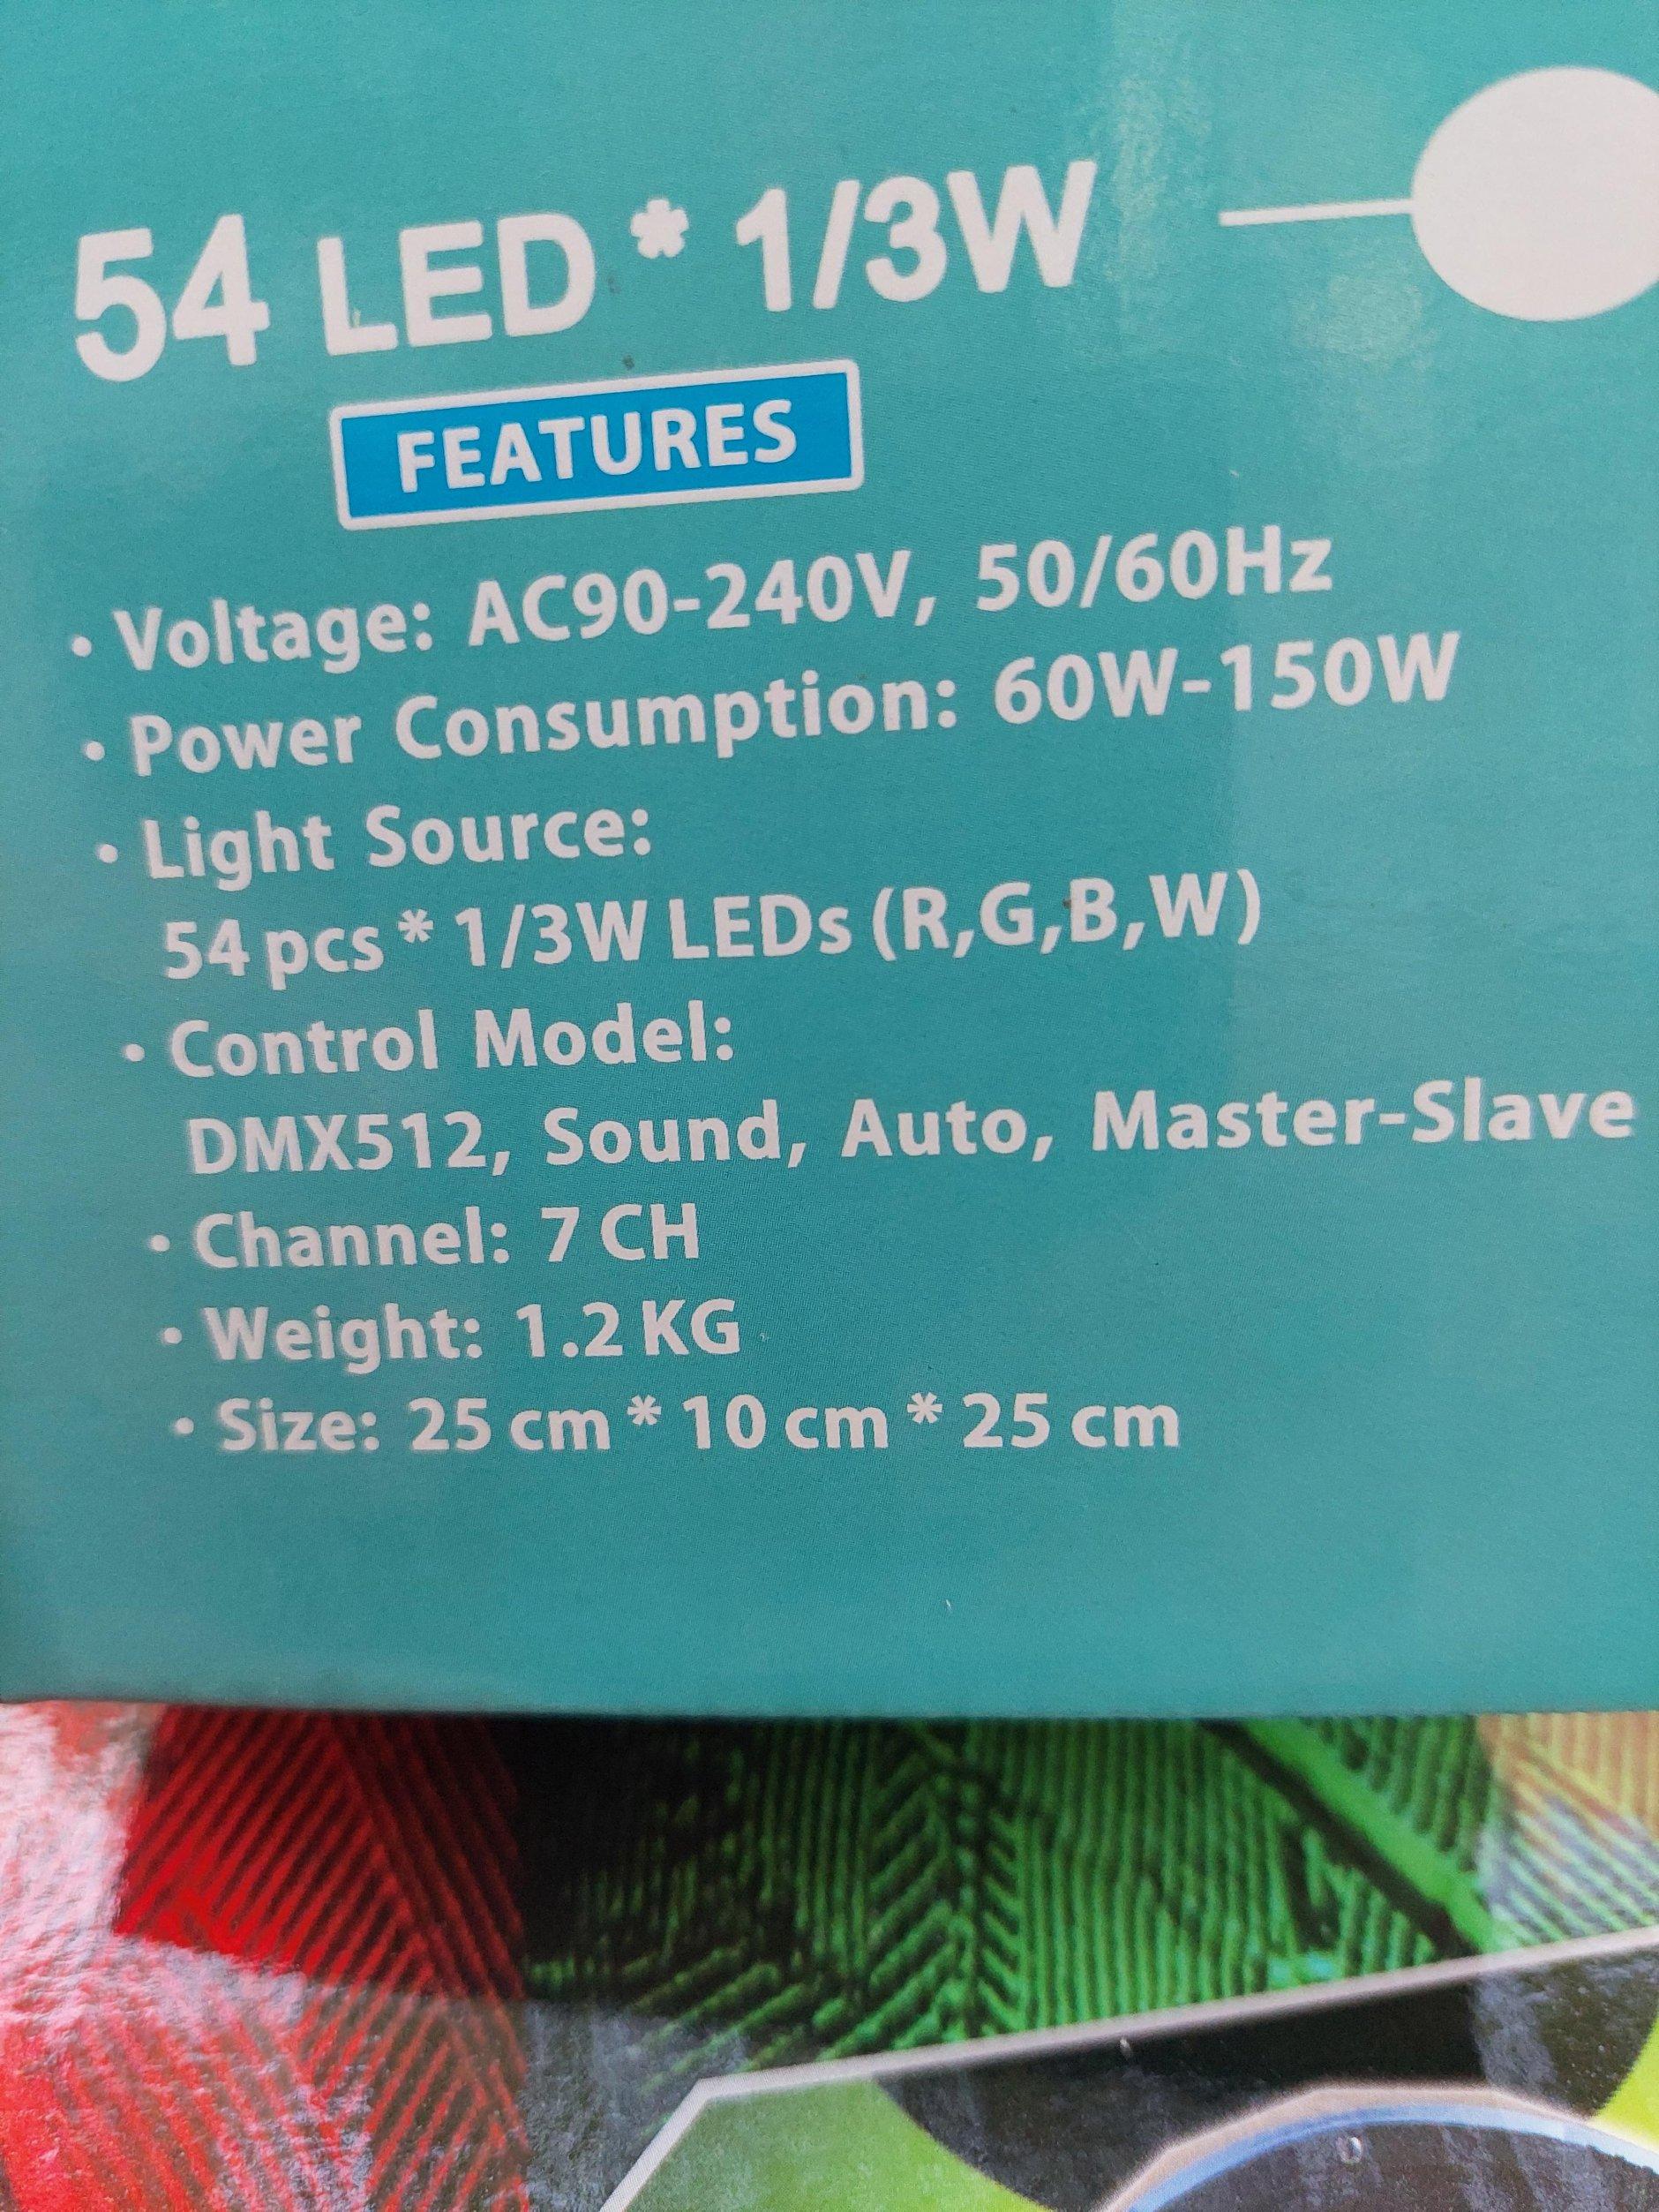 54 LED * 1/3W
FEATURES
• Voltage: AC90-240V, 50/60Hz
• Power Consumption: 60W-150W
• Light Source:
54 pcs * 1/3W LEDs (R,G,B,W)
• Control Model:
DMX512, Sound, Auto, Master-Slave
• Channel: 7 CH
• Weight: 1.2 KG
• Size: 25 cm * 10 cm * 25 cm